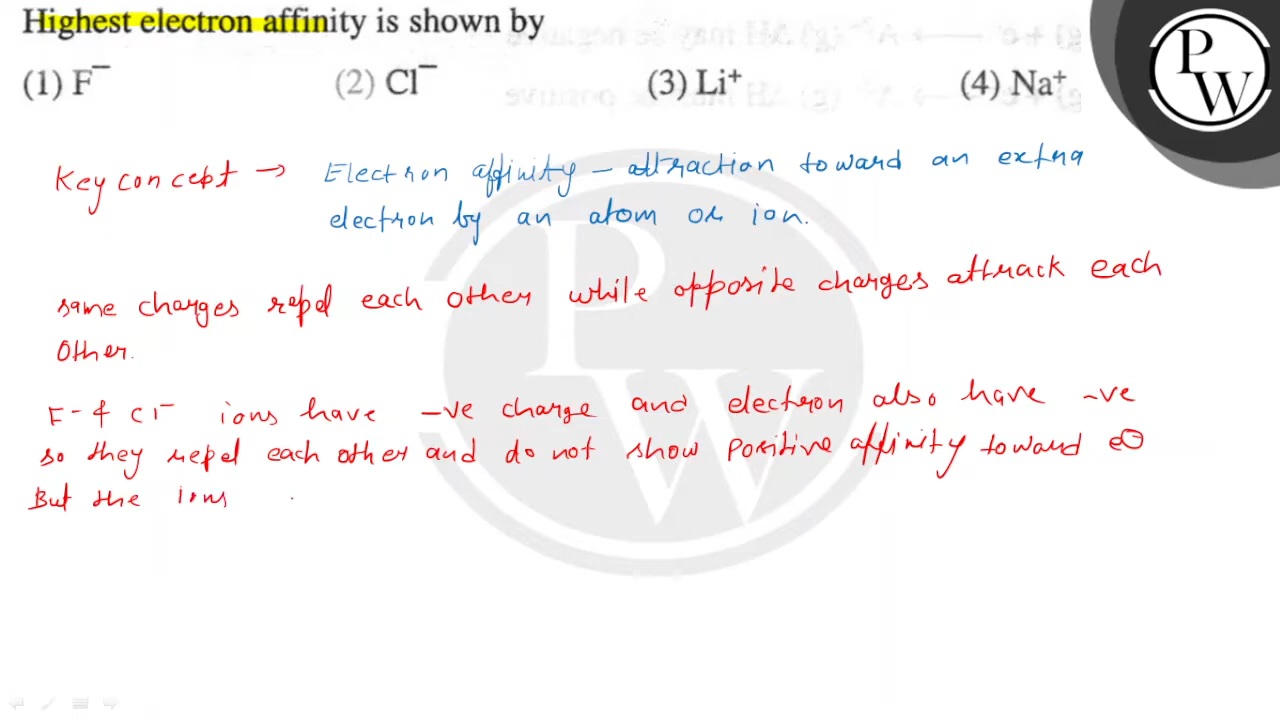 Highest electron affinity is shown by
(1) F⁻ (2) Cl⁻ (3) Li⁺ (4) Na⁺
PW
Key concept → Electron affinity – attraction toward an extra
electron by an atom or ion.
same charges repel each other while opposite charges attrack each
other.
F⁻ & Cl⁻ ions have -ve charge and electron also have -ve
so they repel each other and do not show positive affinity toward e⊖
But the ions
PW